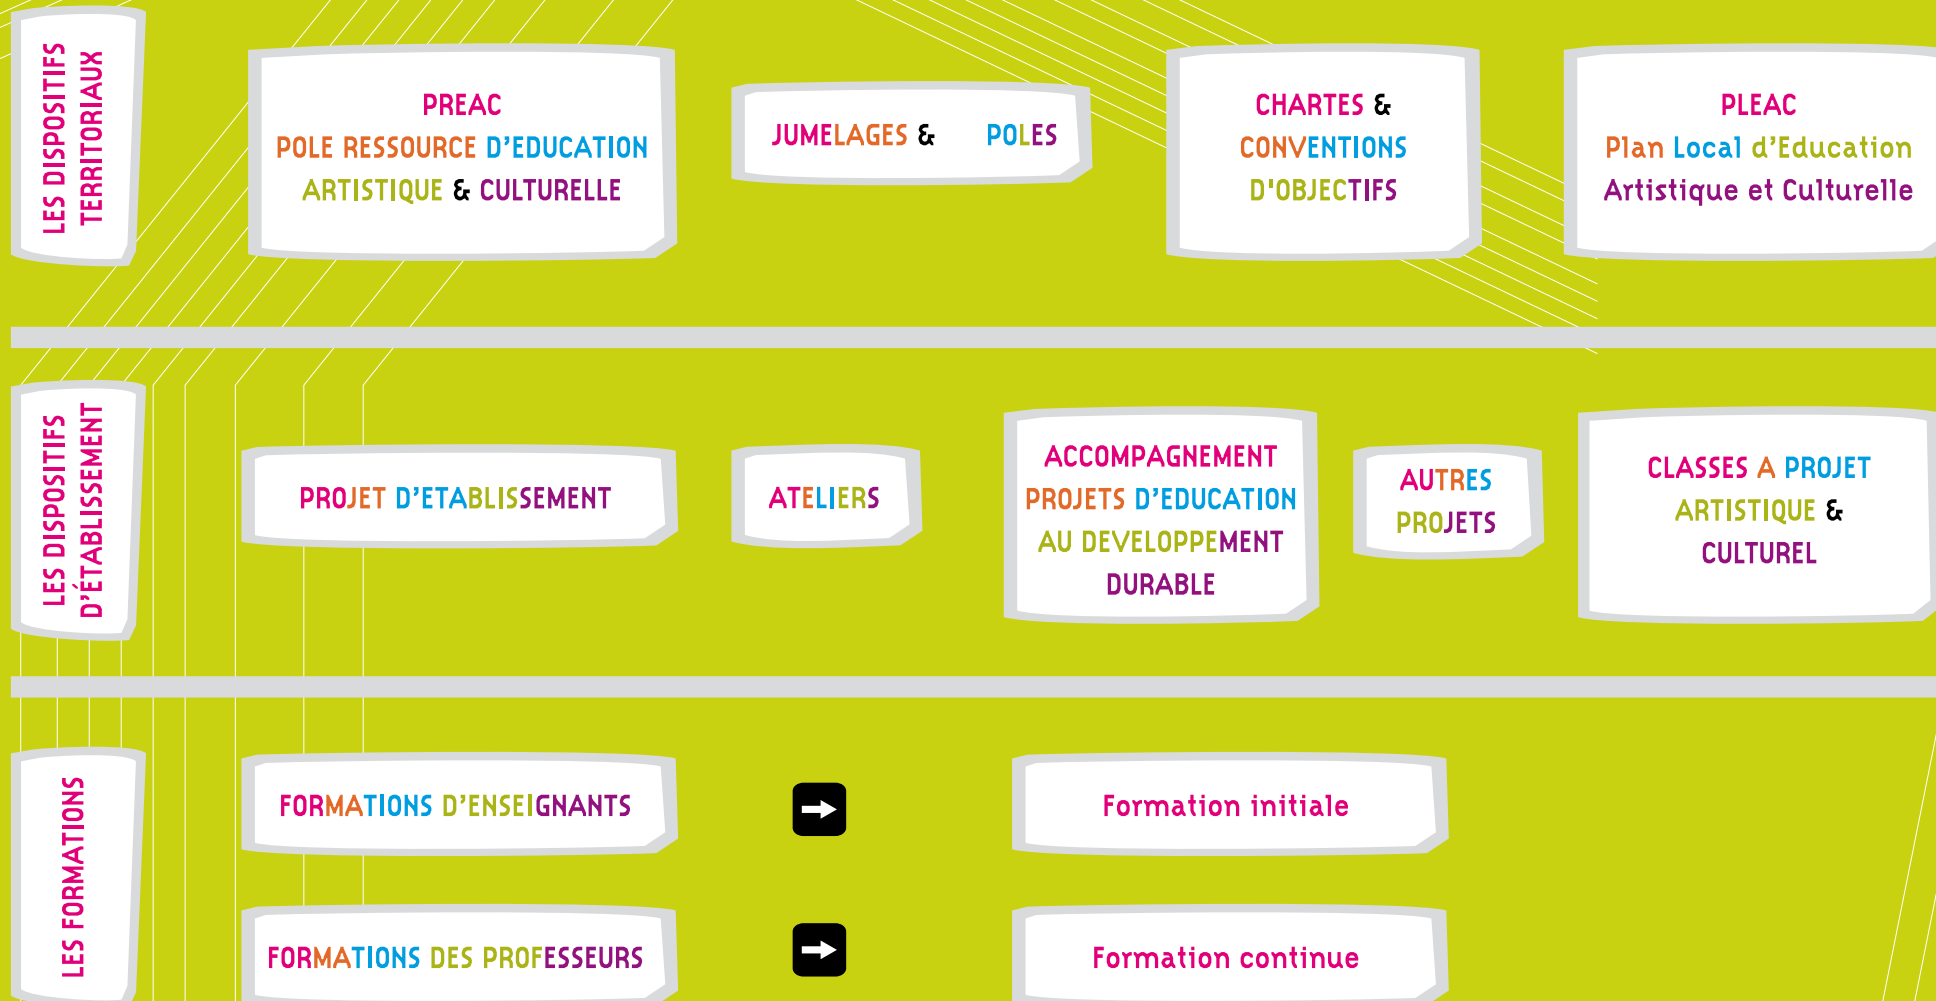 LES DISPOSITIFS
TERRITORIAUX
PREAC
POLE RESSOURCE D’EDUCATION
ARTISTIQUE & CULTURELLE
JUMELAGES & POLES
CHARTES &
CONVENTIONS
D'OBJECTIFS
PLEAC
Plan Local d’Education
Artistique et Culturelle
LES DISPOSITIFS
D’ÉTABLISSEMENT
PROJET D’ETABLISSEMENT
ATELIERS
ACCOMPAGNEMENT
PROJETS D’EDUCATION
AU DEVELOPPEMENT
DURABLE
AUTRES
PROJETS
CLASSES A PROJET
ARTISTIQUE &
CULTUREL
LES FORMATIONS
FORMATIONS D’ENSEIGNANTS
Formation initiale
FORMATIONS DES PROFESSEURS
Formation continue